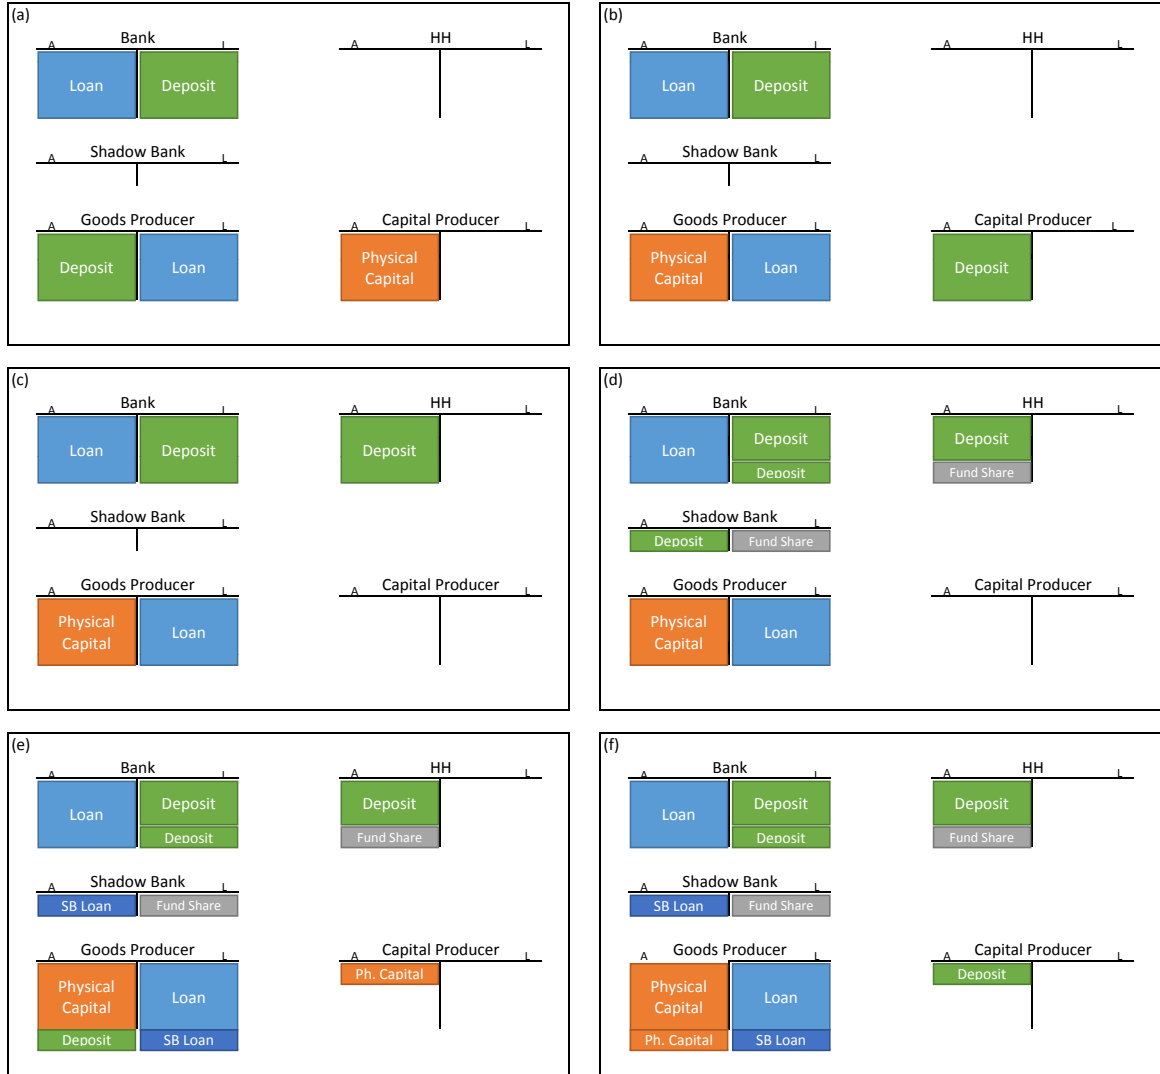 (a)
Bank
A L
Loan Deposit
HH
A L
Shadow Bank
A L
Goods Producer
A L
Deposit Loan
Capital Producer
A L
Physical
Capital
(b)
Bank
A L
Loan Deposit
HH
A L
Shadow Bank
A L
Goods Producer
A L
Physical
Capital
Loan
Capital Producer
A L
Deposit
(c)
Bank
A L
Loan Deposit
HH
A L
Deposit
Shadow Bank
A L
Goods Producer
A L
Physical
Capital
Loan
Capital Producer
A L
(d)
Bank
A L
Loan
Deposit
Deposit
HH
A L
Deposit
Fund Share
Shadow Bank
A L
Deposit Fund Share
Goods Producer
A L
Physical
Capital
Loan
Capital Producer
A L
(e)
Bank
A L
Loan
Deposit
Deposit
HH
A L
Deposit
Fund Share
Shadow Bank
A L
SB Loan Fund Share
Goods Producer
A L
Physical
Capital
Loan
Deposit SB Loan
Capital Producer
A L
Ph. Capital
(f)
Bank
A L
Loan
Deposit
Deposit
HH
A L
Deposit
Fund Share
Shadow Bank
A L
SB Loan Fund Share
Goods Producer
A L
Physical
Capital
Loan
Ph. Capital SB Loan
Capital Producer
A L
Deposit